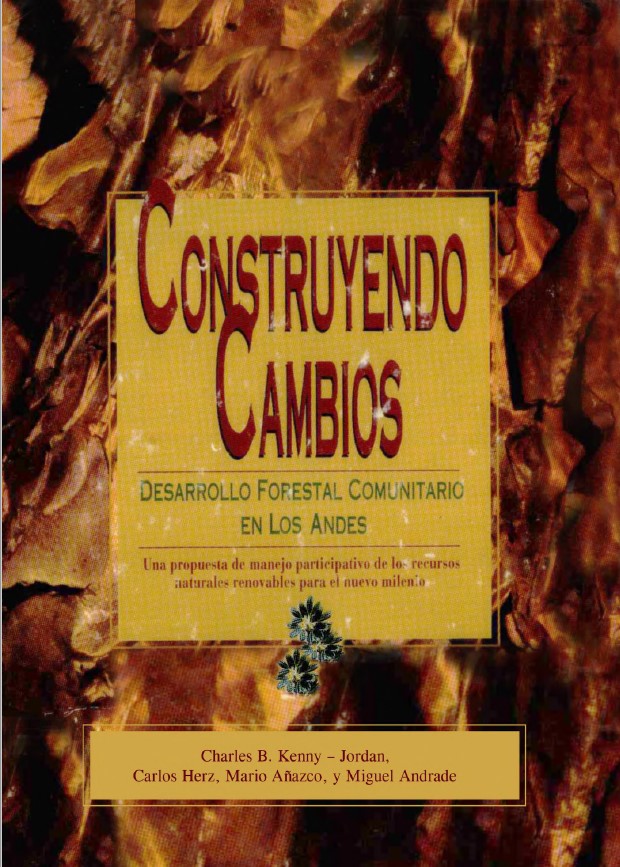 CONSTRUYENDO
CAMBIOS
DESARROLLO FORESTAL COMUNITARIO
EN LOS ANDES
Una propuesta de manejo participativo de los recursos
naturales renovables para el nuevo milenio
Charles B. Kenny – Jordan,
Carlos Herz, Mario Añazco, y Miguel Andrade